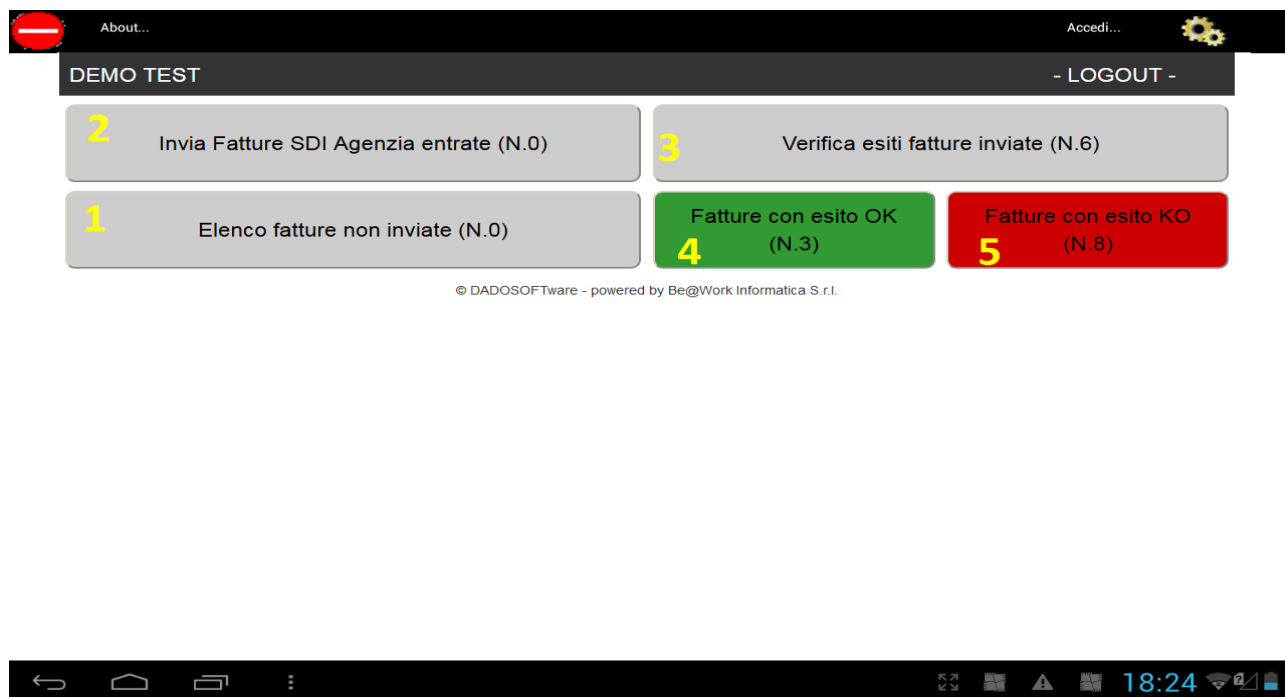 About...
Accedi...
DEMO TEST
- LOGOUT -
2
Invia Fatture SDI Agenzia entrate (N.0)
3
Verifica esiti fatture inviate (N.6)
1
Elenco fatture non inviate (N.0)
Fatture con esito OK
(N.3)
4
Fatture con esito KO
(N.8)
5
© DADOSOFTware - powered by Be@Work Informatica S.r.l.
18:24